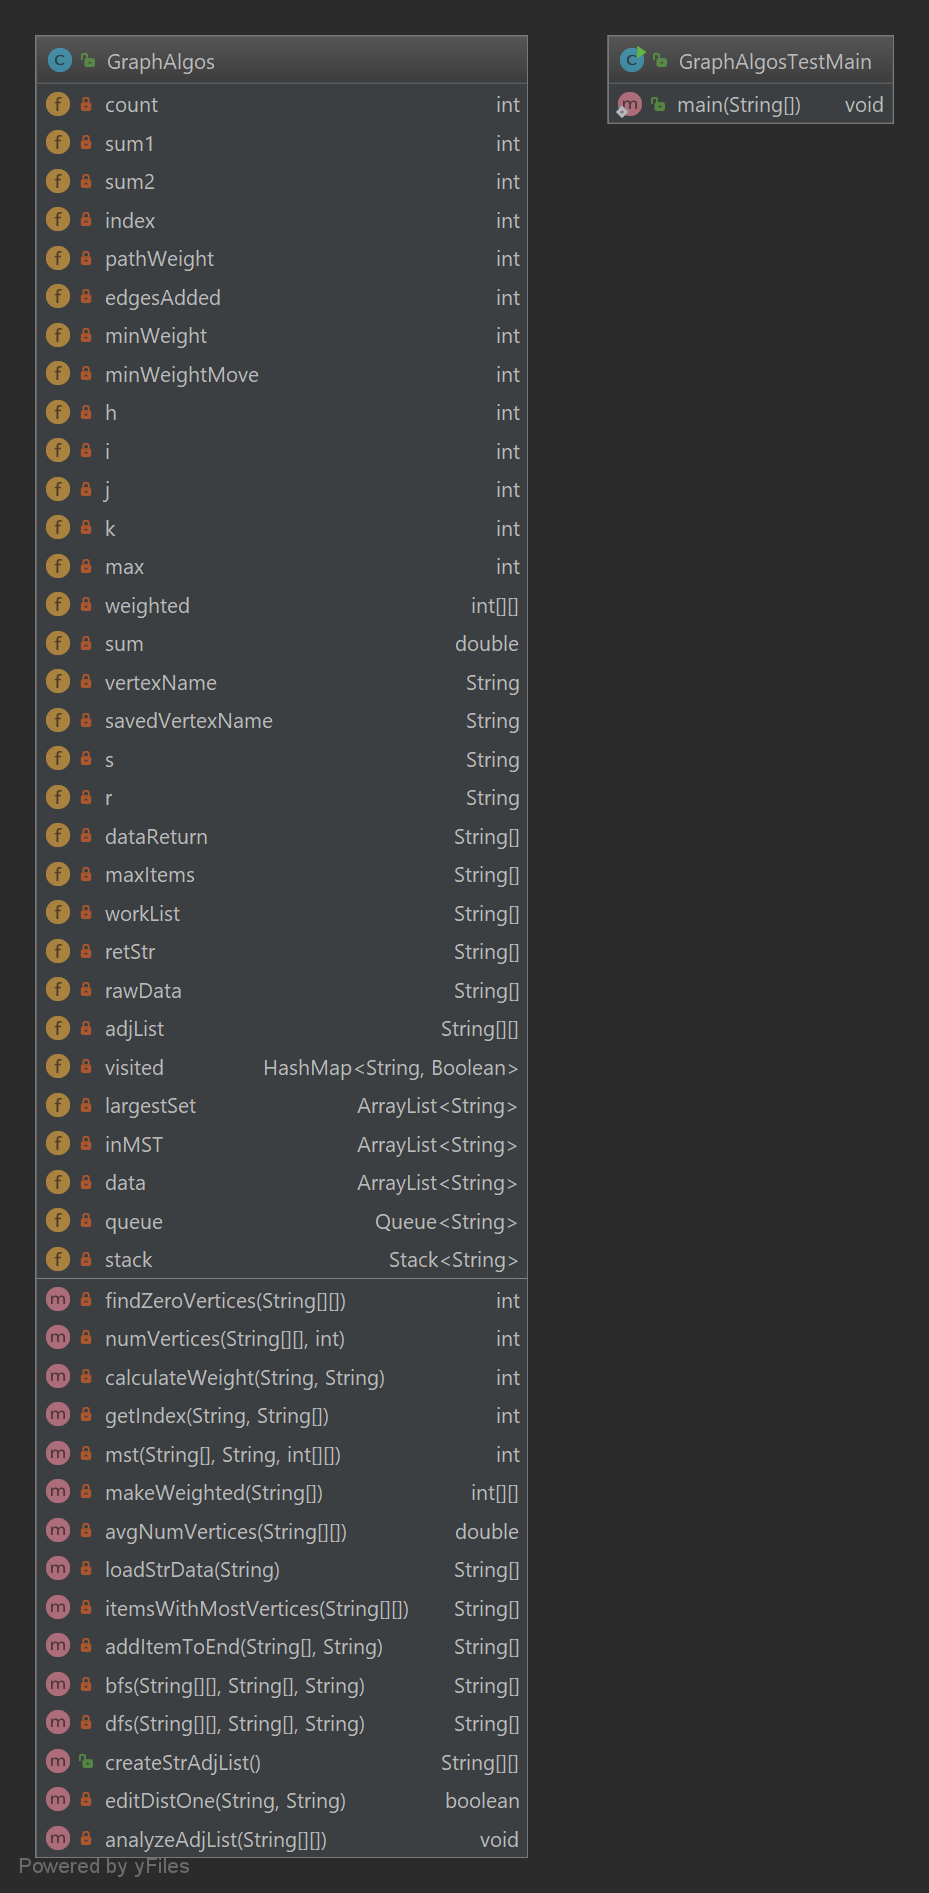 C GraphAlgos
f count int
f sum1 int
f sum2 int
f index int
f pathWeight int
f edgesAdded int
f minWeight int
f minWeightMove int
f h int
f i int
f j int
f k int
f max int
f weighted int[][]
f sum double
f vertexName String
f savedVertexName String
f s String
f r String
f dataReturn String[]
f maxItems String[]
f workList String[]
f retStr String[]
f rawData String[]
f adjList String[][]
f visited HashMap<String, Boolean>
f largestSet ArrayList<String>
f inMST ArrayList<String>
f data ArrayList<String>
f queue Queue<String>
f stack Stack<String>
m findZeroVertices(String[][]) int
m numVertices(String[][], int) int
m calculateWeight(String, String) int
m getIndex(String, String[]) int
m mst(String[], String, int[][]) int
m makeWeighted(String[]) int[][]
m avgNumVertices(String[][]) double
m loadStrData(String) String[]
m itemsWithMostVertices(String[][]) String[]
m addItemToEnd(String[], String) String[]
m bfs(String[][], String[], String) String[]
m dfs(String[][], String[], String) String[]
m createStrAdjList() String[][]
m editDistOne(String, String) boolean
m analyzeAdjList(String[][]) void
Powered by yFiles
C GraphAlgosTestMain
m main(String[]) void